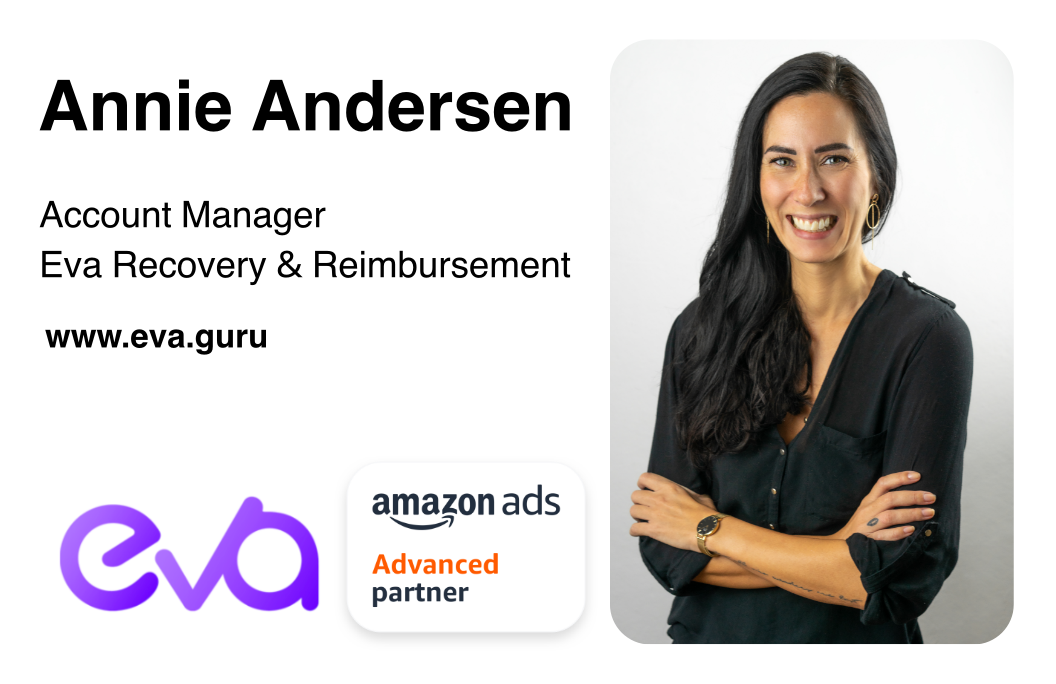 Annie Andersen
Account Manager
Eva Recovery & Reimbursement
www.eva.guru
eva
amazon ads
Advanced
partner